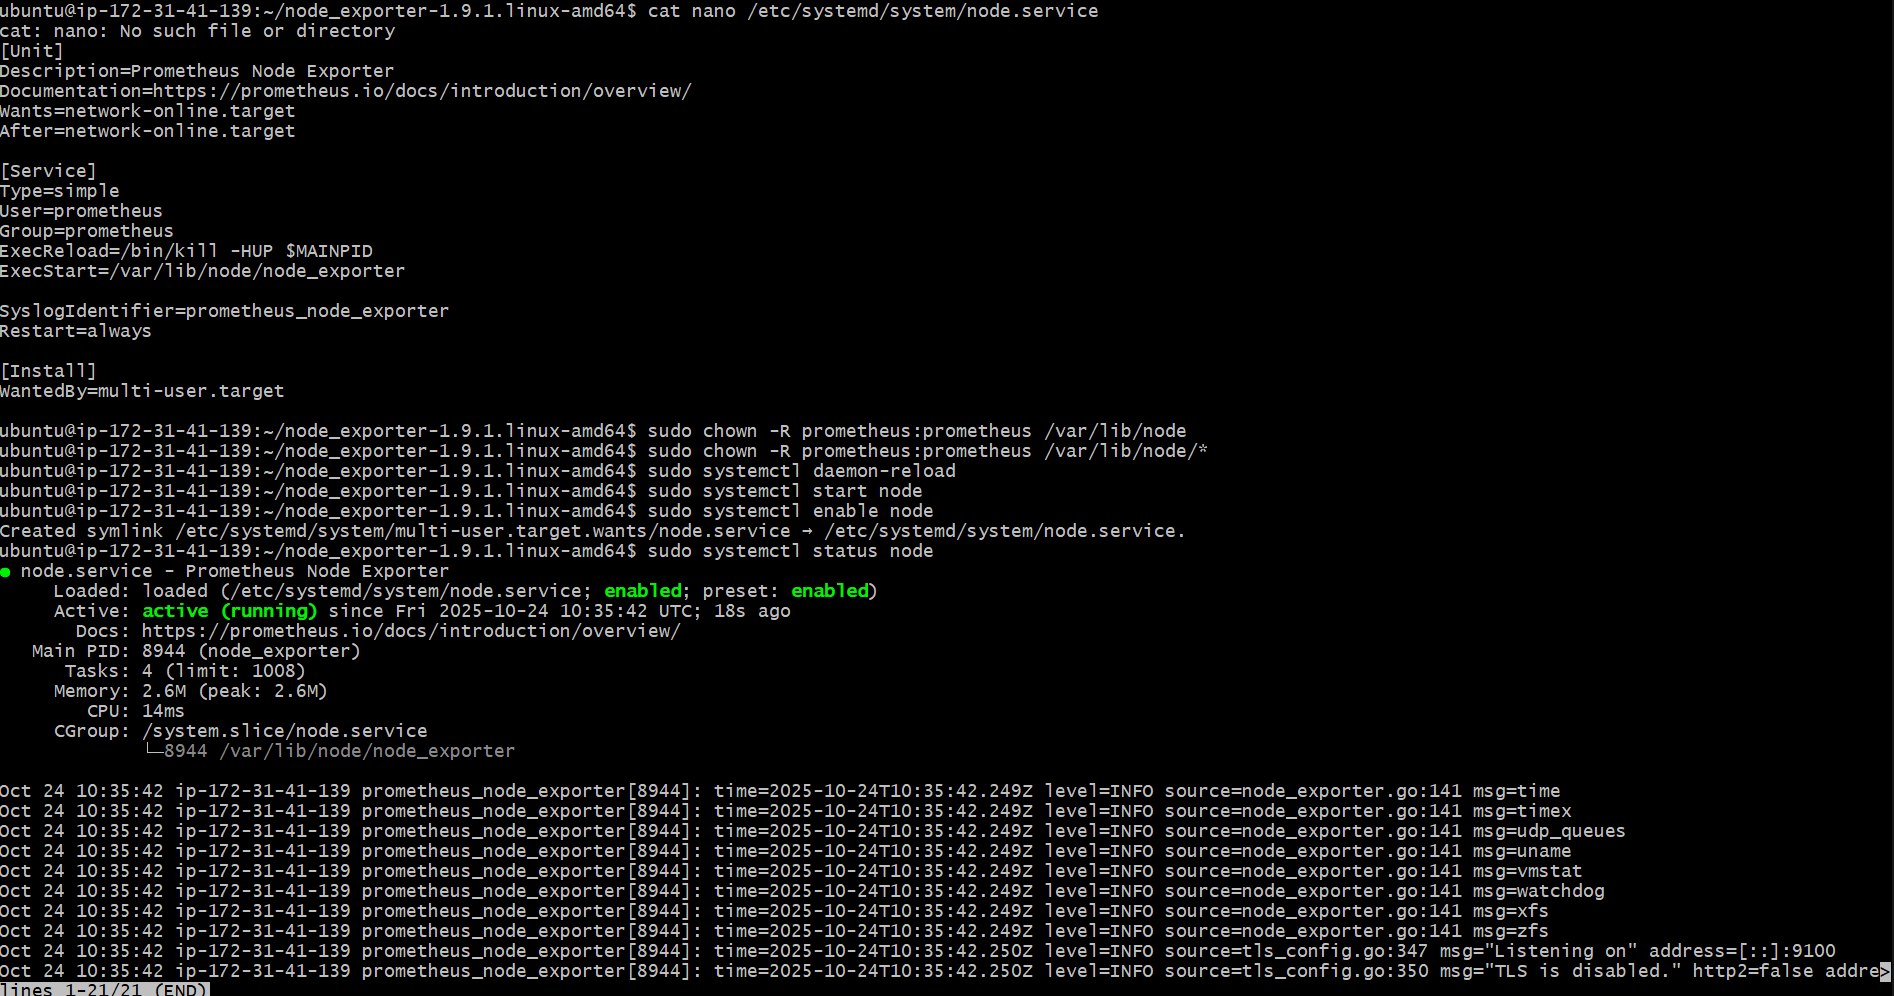 ubuntu@ip-172-31-41-139:~/node_exporter-1.9.1.linux-amd64$ cat nano /etc/systemd/system/node.service
cat: nano: No such file or directory
[Unit]
Description=Prometheus Node Exporter
Documentation=https://prometheus.io/docs/introduction/overview/
Wants=network-online.target
After=network-online.target

[Service]
Type=simple
User=prometheus
Group=prometheus
ExecReload=/bin/kill -HUP $MAINPID
ExecStart=/var/lib/node/node_exporter

SyslogIdentifier=prometheus_node_exporter
Restart=always

[Install]
WantedBy=multi-user.target

ubuntu@ip-172-31-41-139:~/node_exporter-1.9.1.linux-amd64$ sudo chown -R prometheus:prometheus /var/lib/node
ubuntu@ip-172-31-41-139:~/node_exporter-1.9.1.linux-amd64$ sudo chown -R prometheus:prometheus /var/lib/node/*
ubuntu@ip-172-31-41-139:~/node_exporter-1.9.1.linux-amd64$ sudo systemctl daemon-reload
ubuntu@ip-172-31-41-139:~/node_exporter-1.9.1.linux-amd64$ sudo systemctl start node
ubuntu@ip-172-31-41-139:~/node_exporter-1.9.1.linux-amd64$ sudo systemctl enable node
Created symlink /etc/systemd/system/multi-user.target.wants/node.service → /etc/systemd/system/node.service.
ubuntu@ip-172-31-41-139:~/node_exporter-1.9.1.linux-amd64$ sudo systemctl status node
● node.service - Prometheus Node Exporter
     Loaded: loaded (/etc/systemd/system/node.service; enabled; preset: enabled)
     Active: active (running) since Fri 2025-10-24 10:35:42 UTC; 18s ago
       Docs: https://prometheus.io/docs/introduction/overview/
   Main PID: 8944 (node_exporter)
      Tasks: 4 (limit: 1008)
     Memory: 2.6M (peak: 2.6M)
        CPU: 14ms
     CGroup: /system.slice/node.service
             └─8944 /var/lib/node/node_exporter

Oct 24 10:35:42 ip-172-31-41-139 prometheus_node_exporter[8944]: time=2025-10-24T10:35:42.249Z level=INFO source=node_exporter.go:141 msg=time
Oct 24 10:35:42 ip-172-31-41-139 prometheus_node_exporter[8944]: time=2025-10-24T10:35:42.249Z level=INFO source=node_exporter.go:141 msg=timex
Oct 24 10:35:42 ip-172-31-41-139 prometheus_node_exporter[8944]: time=2025-10-24T10:35:42.249Z level=INFO source=node_exporter.go:141 msg=udp_queues
Oct 24 10:35:42 ip-172-31-41-139 prometheus_node_exporter[8944]: time=2025-10-24T10:35:42.249Z level=INFO source=node_exporter.go:141 msg=uname
Oct 24 10:35:42 ip-172-31-41-139 prometheus_node_exporter[8944]: time=2025-10-24T10:35:42.249Z level=INFO source=node_exporter.go:141 msg=vmstat
Oct 24 10:35:42 ip-172-31-41-139 prometheus_node_exporter[8944]: time=2025-10-24T10:35:42.249Z level=INFO source=node_exporter.go:141 msg=watchdog
Oct 24 10:35:42 ip-172-31-41-139 prometheus_node_exporter[8944]: time=2025-10-24T10:35:42.249Z level=INFO source=node_exporter.go:141 msg=xfs
Oct 24 10:35:42 ip-172-31-41-139 prometheus_node_exporter[8944]: time=2025-10-24T10:35:42.249Z level=INFO source=node_exporter.go:141 msg=zfs
Oct 24 10:35:42 ip-172-31-41-139 prometheus_node_exporter[8944]: time=2025-10-24T10:35:42.250Z level=INFO source=tls_config.go:347 msg="Listening on" address=[::]:9100
Oct 24 10:35:42 ip-172-31-41-139 prometheus_node_exporter[8944]: time=2025-10-24T10:35:42.250Z level=INFO source=tls_config.go:350 msg="TLS is disabled." http2=false addre>
lines 1-21/21 (END)